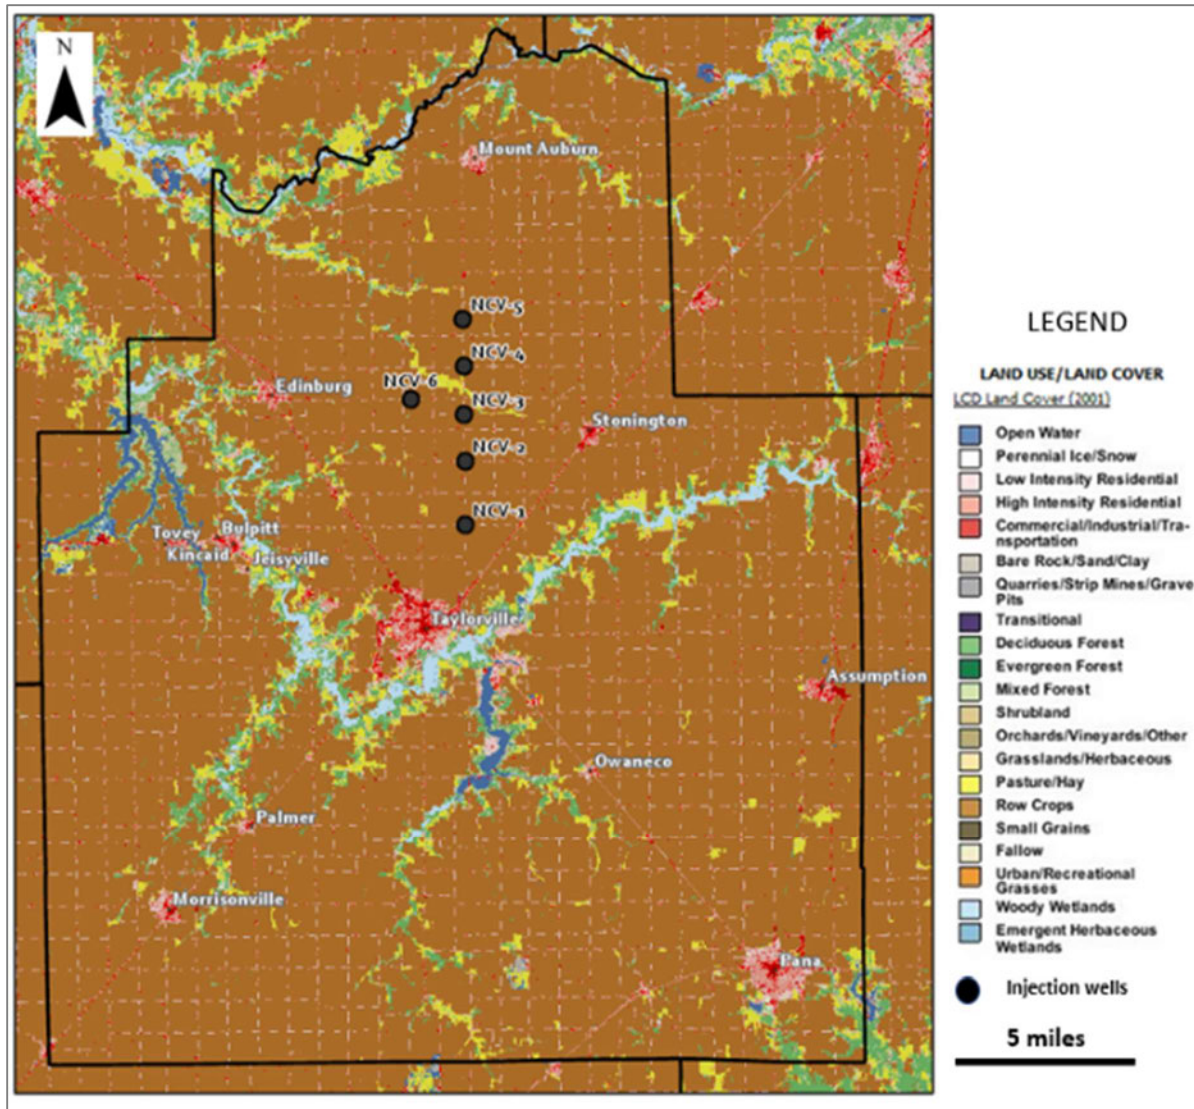 N
Mount Auburn
NCV-5
NCV-4
NCV-6
Edinburg
NCV-3
Stonington
NCV-2
NCV-1
Tovey
Bulpitt
Kincaid
Jeisyville
Taylorville
Assumption
Owaneco
Palmer
Morrisonville
Pana
LEGEND
LAND USE/LAND COVER
LCD Land Cover (2001)
Open Water
Perennial Ice/Snow
Low Intensity Residential
High Intensity Residential
Commercial/Industrial/Tra-
nsportation
Bare Rock/Sand/Clay
Quarries/Strip Mines/Grave
Pits
Transitional
Deciduous Forest
Evergreen Forest
Mixed Forest
Shrubland
Orchards/Vineyards/Other
Grasslands/Herbaceous
Pasture/Hay
Row Crops
Small Grains
Fallow
Urban/Recreational
Grasses
Woody Wetlands
Emergent Herbaceous
Wetlands
Injection wells
5 miles